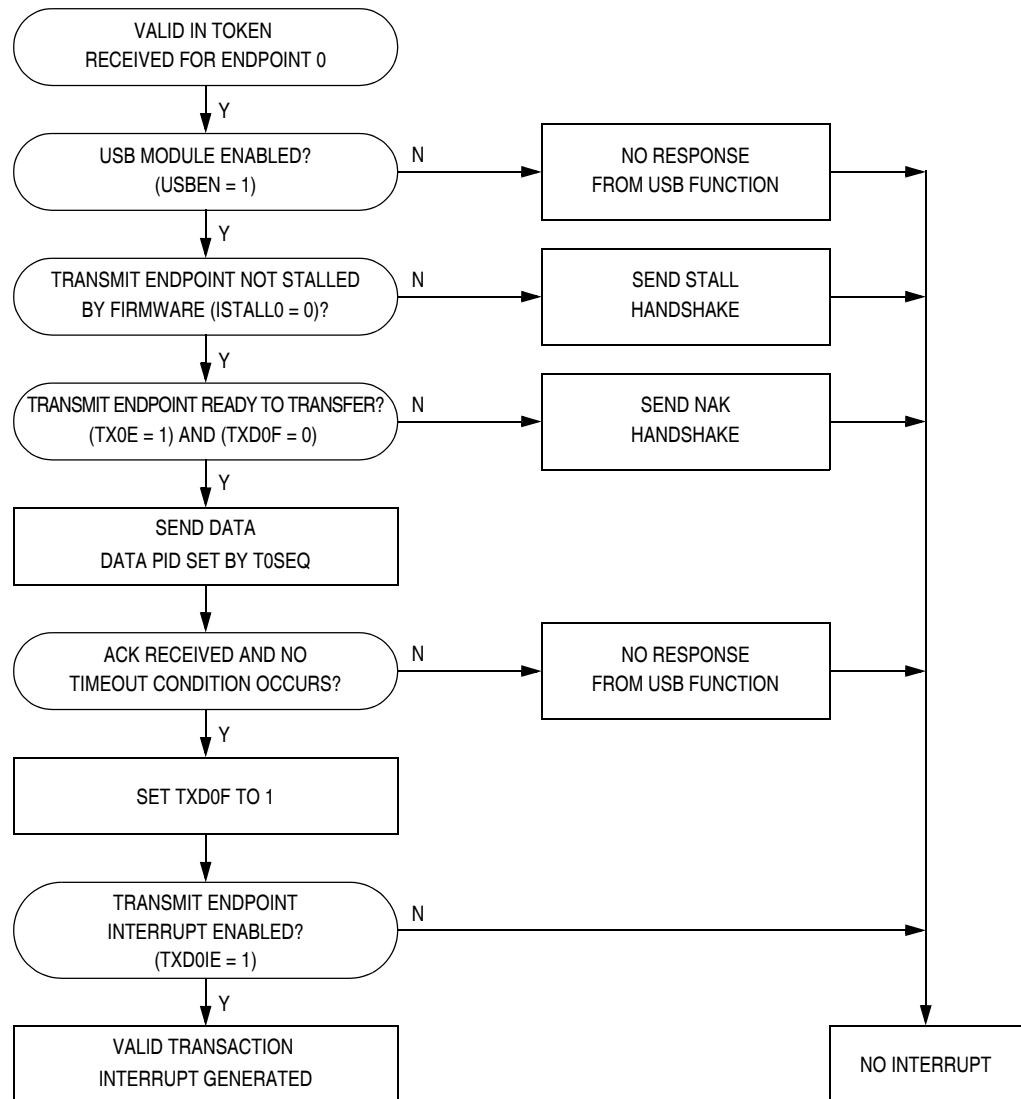 VALID IN TOKEN
RECEIVED FOR ENDPOINT 0
Y
USB MODULE ENABLED?
(USBEN = 1)
N
NO RESPONSE
FROM USB FUNCTION
Y
TRANSMIT ENDPOINT NOT STALLED
BY FIRMWARE (ISTALL0 = 0)?
N
SEND STALL
HANDSHAKE
Y
TRANSMIT ENDPOINT READY TO TRANSFER?
(TX0E = 1) AND (TXD0F = 0)
N
SEND NAK
HANDSHAKE
Y
SEND DATA
DATA PID SET BY T0SEQ
ACK RECEIVED AND NO
TIMEOUT CONDITION OCCURS?
N
NO RESPONSE
FROM USB FUNCTION
Y
SET TXD0F TO 1
TRANSMIT ENDPOINT
INTERRUPT ENABLED?
(TXD0IE = 1)
N
Y
VALID TRANSACTION
INTERRUPT GENERATED
NO INTERRUPT